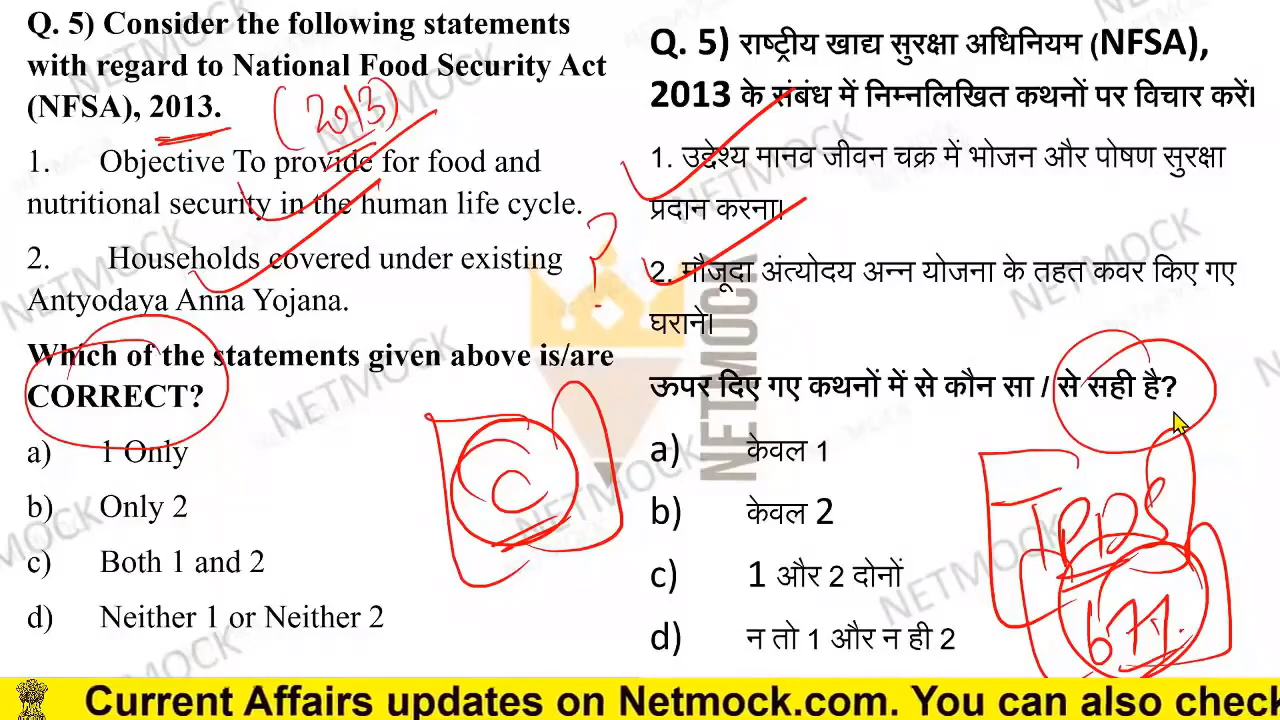 Q. 5) Consider the following statements
with regard to National Food Security Act
(NFSA), 2013.
(2013)
1. Objective To provide for food and
nutritional security in the human life cycle.
2. Households covered under existing
Antyodaya Anna Yojana.
?
Which of the statements given above is/are
CORRECT?
a) 1 Only
b) Only 2
c) Both 1 and 2
d) Neither 1 or Neither 2
C
Q. 5) राष्ट्रीय खाद्य सुरक्षा अधिनियम (NFSA),
2013 के संबंध में निम्नलिखित कथनों पर विचार करें।
1. उद्देश्य मानव जीवन चक्र में भोजन और पोषण सुरक्षा
प्रदान करना।
2. मौजूदा अंत्योदय अन्न योजना के तहत कवर किए गए
घराने।
ऊपर दिए गए कथनों में से कौन सा / से सही है?
a) केवल 1
b) केवल 2
c) 1 और 2 दोनों
d) न तो 1 और न ही 2
TPDS
NETMOCK
Current Affairs updates on Netmock.com. You can also check